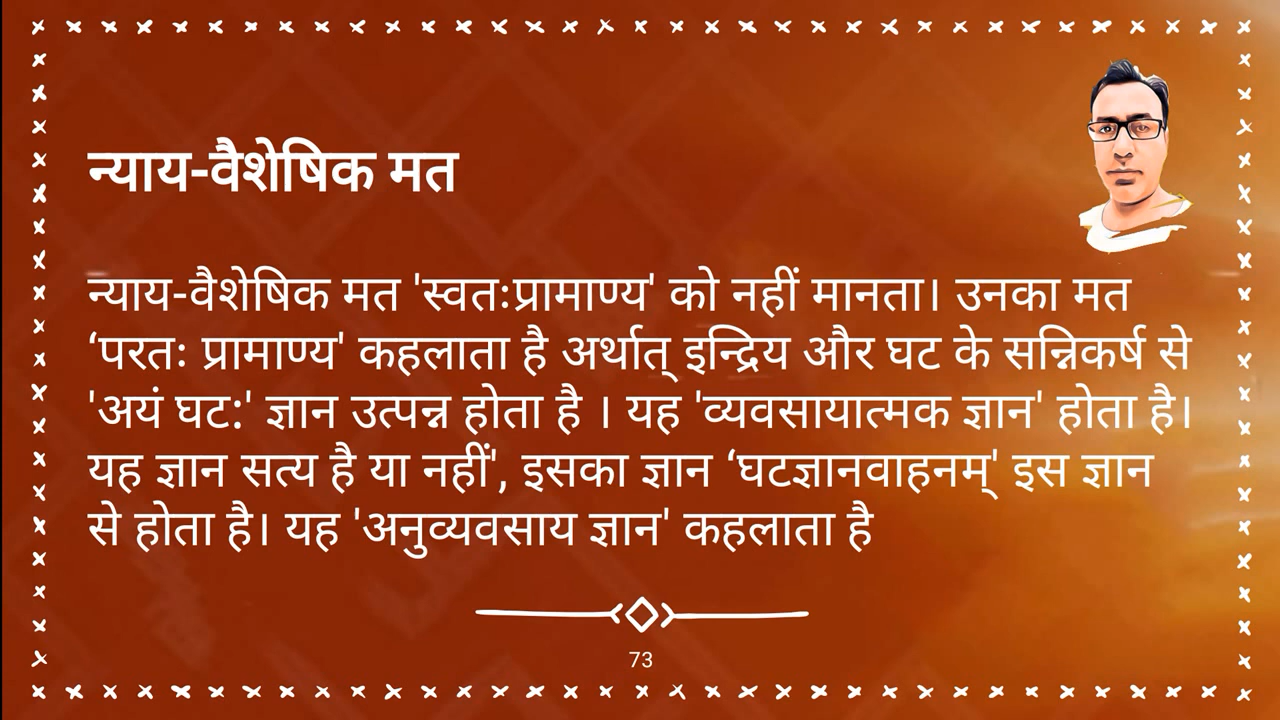 न्याय-वैशेषिक मत
न्याय-वैशेषिक मत 'स्वतःप्रामाण्य' को नहीं मानता। उनका मत
‘परतः प्रामाण्य' कहलाता है अर्थात् इन्द्रिय और घट के सन्निकर्ष से
'अयं घट:' ज्ञान उत्पन्न होता है । यह 'व्यवसायात्मक ज्ञान' होता है।
यह ज्ञान सत्य है या नहीं', इसका ज्ञान ‘घटज्ञानवाहनम्' इस ज्ञान
से होता है। यह 'अनुव्यवसाय ज्ञान' कहलाता है
73